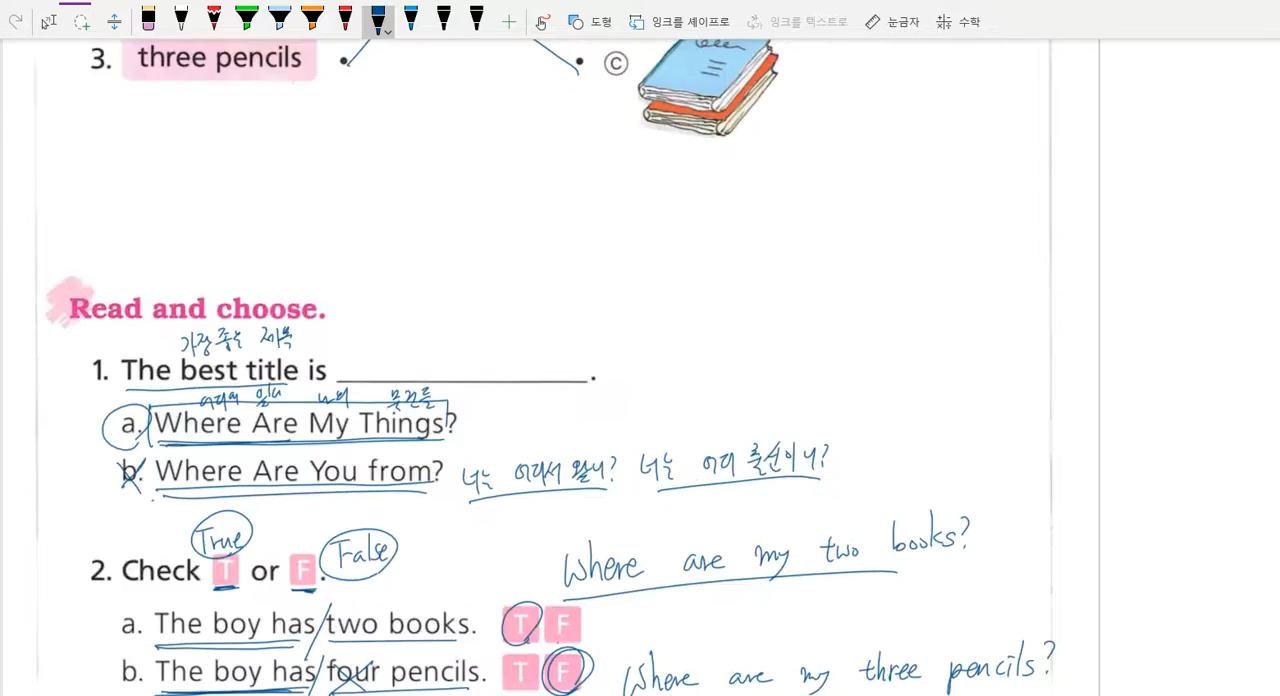 도형 잉크를 셰이프로 잉크를 텍스트로 눈금자 수학
3. three pencils
ⓒ
Read and choose.
가장 좋은 제목
1. The best title is ____________________.
어디에 있니 나의 물건들
a. Where Are My Things?
b. Where Are You from? 너는 어디서 왔니? 너는 어디 출신이니?
True False
2. Check T or F.
Where are my two books?
a. The boy has two books. T F
b. The boy has four pencils. T F
Where are my three pencils?